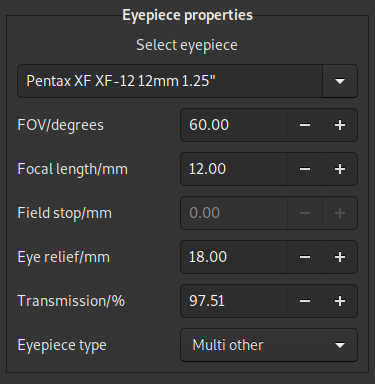 Eyepiece properties
Select eyepiece
Pentax XF XF-12 12mm 1.25"
FOV/degrees 60.00 − +
Focal length/mm 12.00 − +
Field stop/mm 0.00 − +
Eye relief/mm 18.00 − +
Transmission/% 97.51 − +
Eyepiece type Multi other